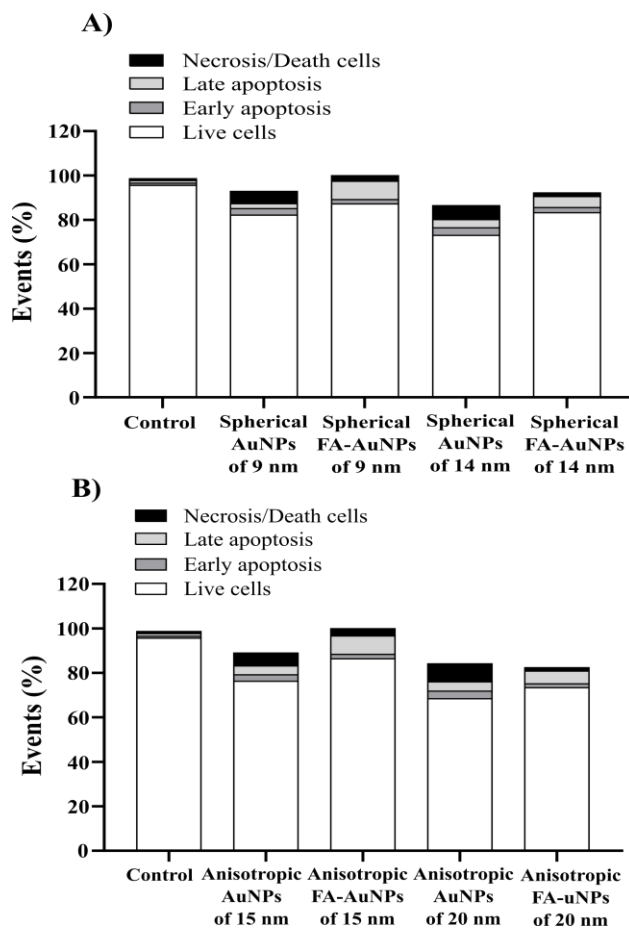 A)
Necrosis/Death cells
Late apoptosis
Early apoptosis
Live cells
120
100
80
60
40
20
0
Events (%)
Control
Spherical
AuNPs
of 9 nm
Spherical
FA-AuNPs
of 9 nm
Spherical
AuNPs
of 14 nm
Spherical
FA-AuNPs
of 14 nm
B)
Necrosis/Death cells
Late apoptosis
Early apoptosis
Live cells
120
100
80
60
40
20
0
Events (%)
Control
Anisotropic
AuNPs
of 15 nm
Anisotropic
FA-AuNPs
of 15 nm
Anisotropic
AuNPs
of 20 nm
Anisotropic
FA-uNPs
of 20 nm